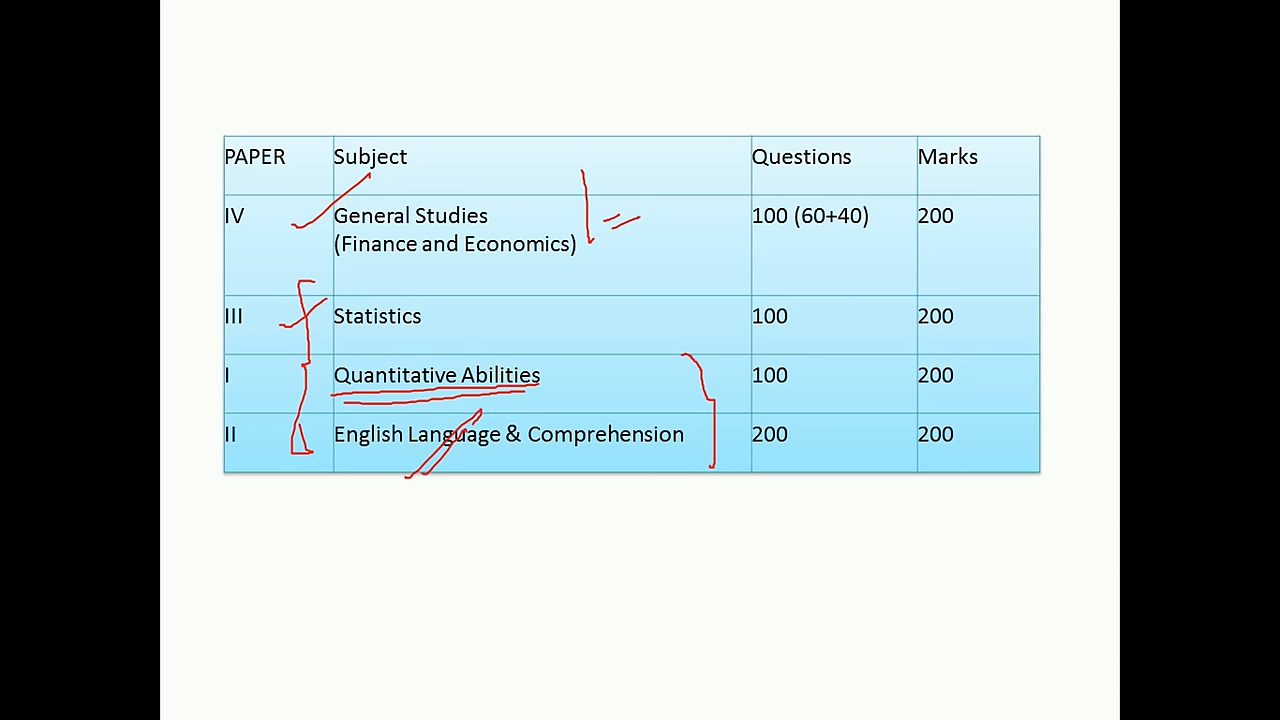 PAPER Subject Questions Marks
IV General Studies 100 (60+40) 200
(Finance and Economics)
III Statistics 100 200
I Quantitative Abilities 100 200
II English Language & Comprehension 200 200